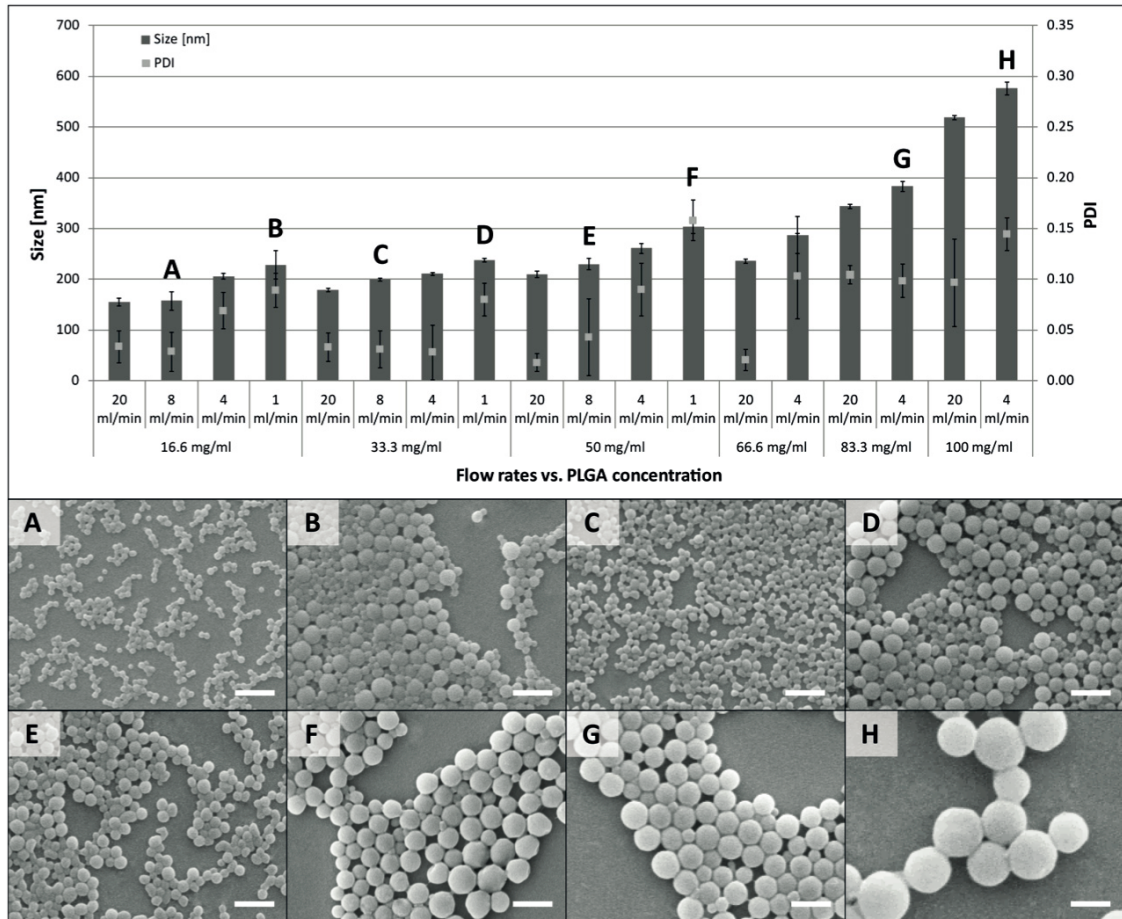 700
600
500
400
300
200
100
0
Size [nm]
Size [nm]
PDI
A
B
C
D
E
F
G
H
0.35
0.30
0.25
0.20
0.15
0.10
0.05
0.00
PDI
20 8 4 1 20 8 4 1 20 8 4 1 20 4 20 4 20 4
ml/min ml/min ml/min ml/min ml/min ml/min ml/min ml/min ml/min ml/min ml/min ml/min ml/min ml/min ml/min ml/min ml/min ml/min
16.6 mg/ml 33.3 mg/ml 50 mg/ml 66.6 mg/ml 83.3 mg/ml 100 mg/ml
Flow rates vs. PLGA concentration
A B C D
E F G H